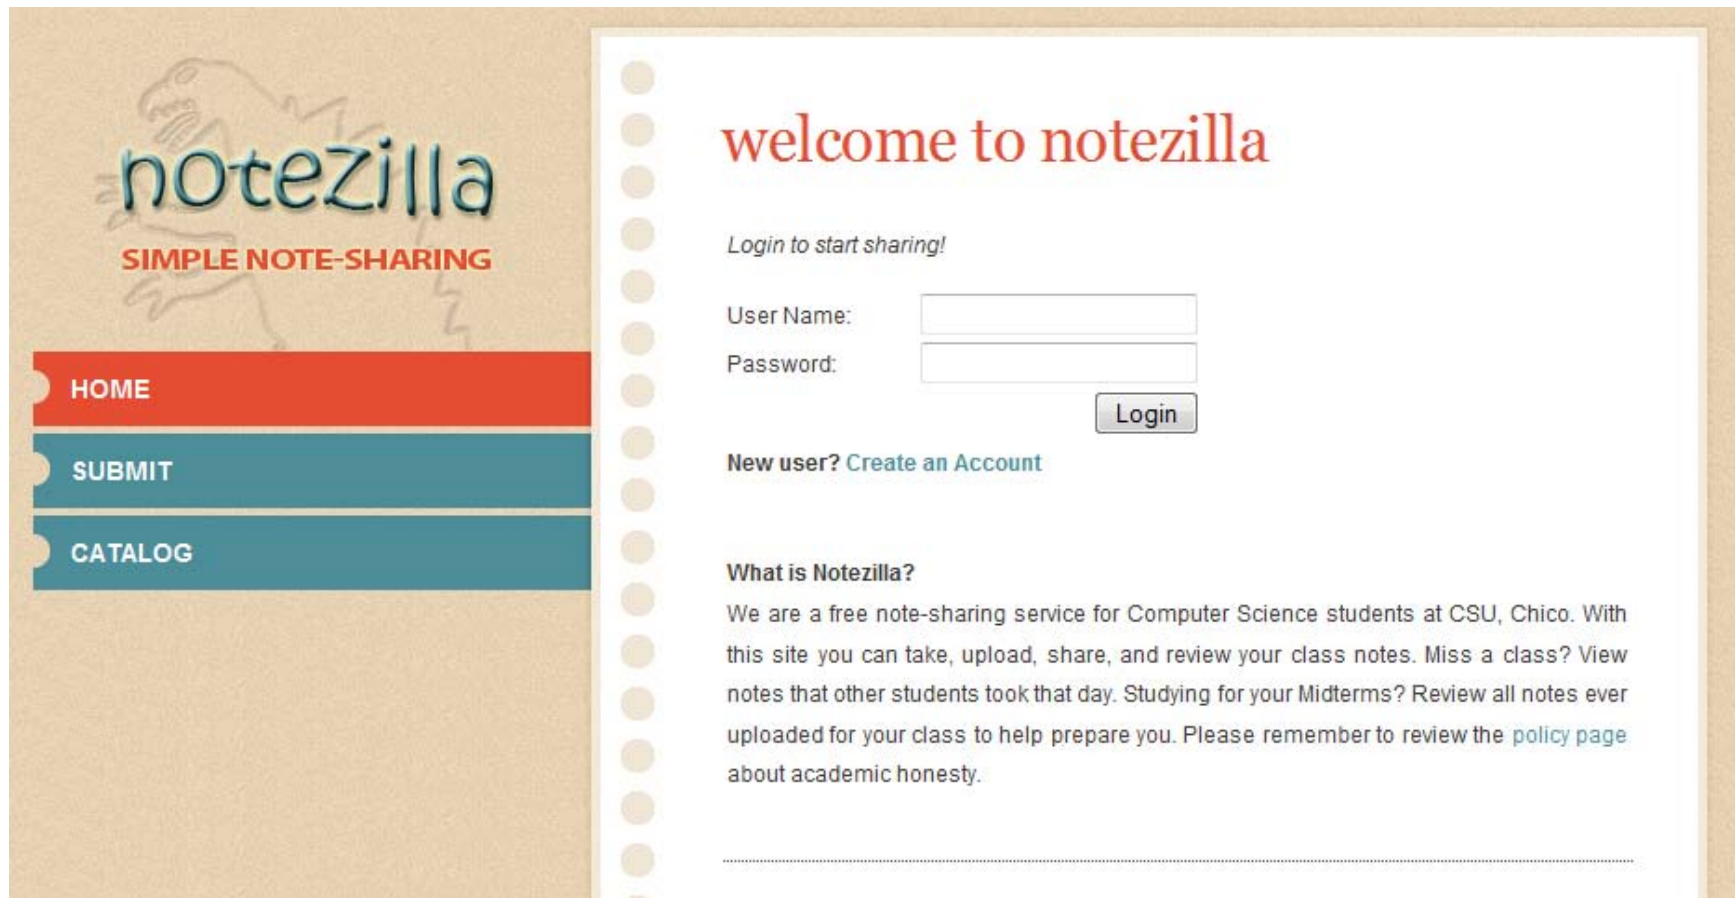 notezilla
SIMPLE NOTE-SHARING
HOME
SUBMIT
CATALOG
welcome to notezilla
Login to start sharing!
User Name:
Password:
Login
New user? Create an Account
What is Notezilla?
We are a free note-sharing service for Computer Science students at CSU, Chico. With
this site you can take, upload, share, and review your class notes. Miss a class? View
notes that other students took that day. Studying for your Midterms? Review all notes ever
uploaded for your class to help prepare you. Please remember to review the policy page
about academic honesty.